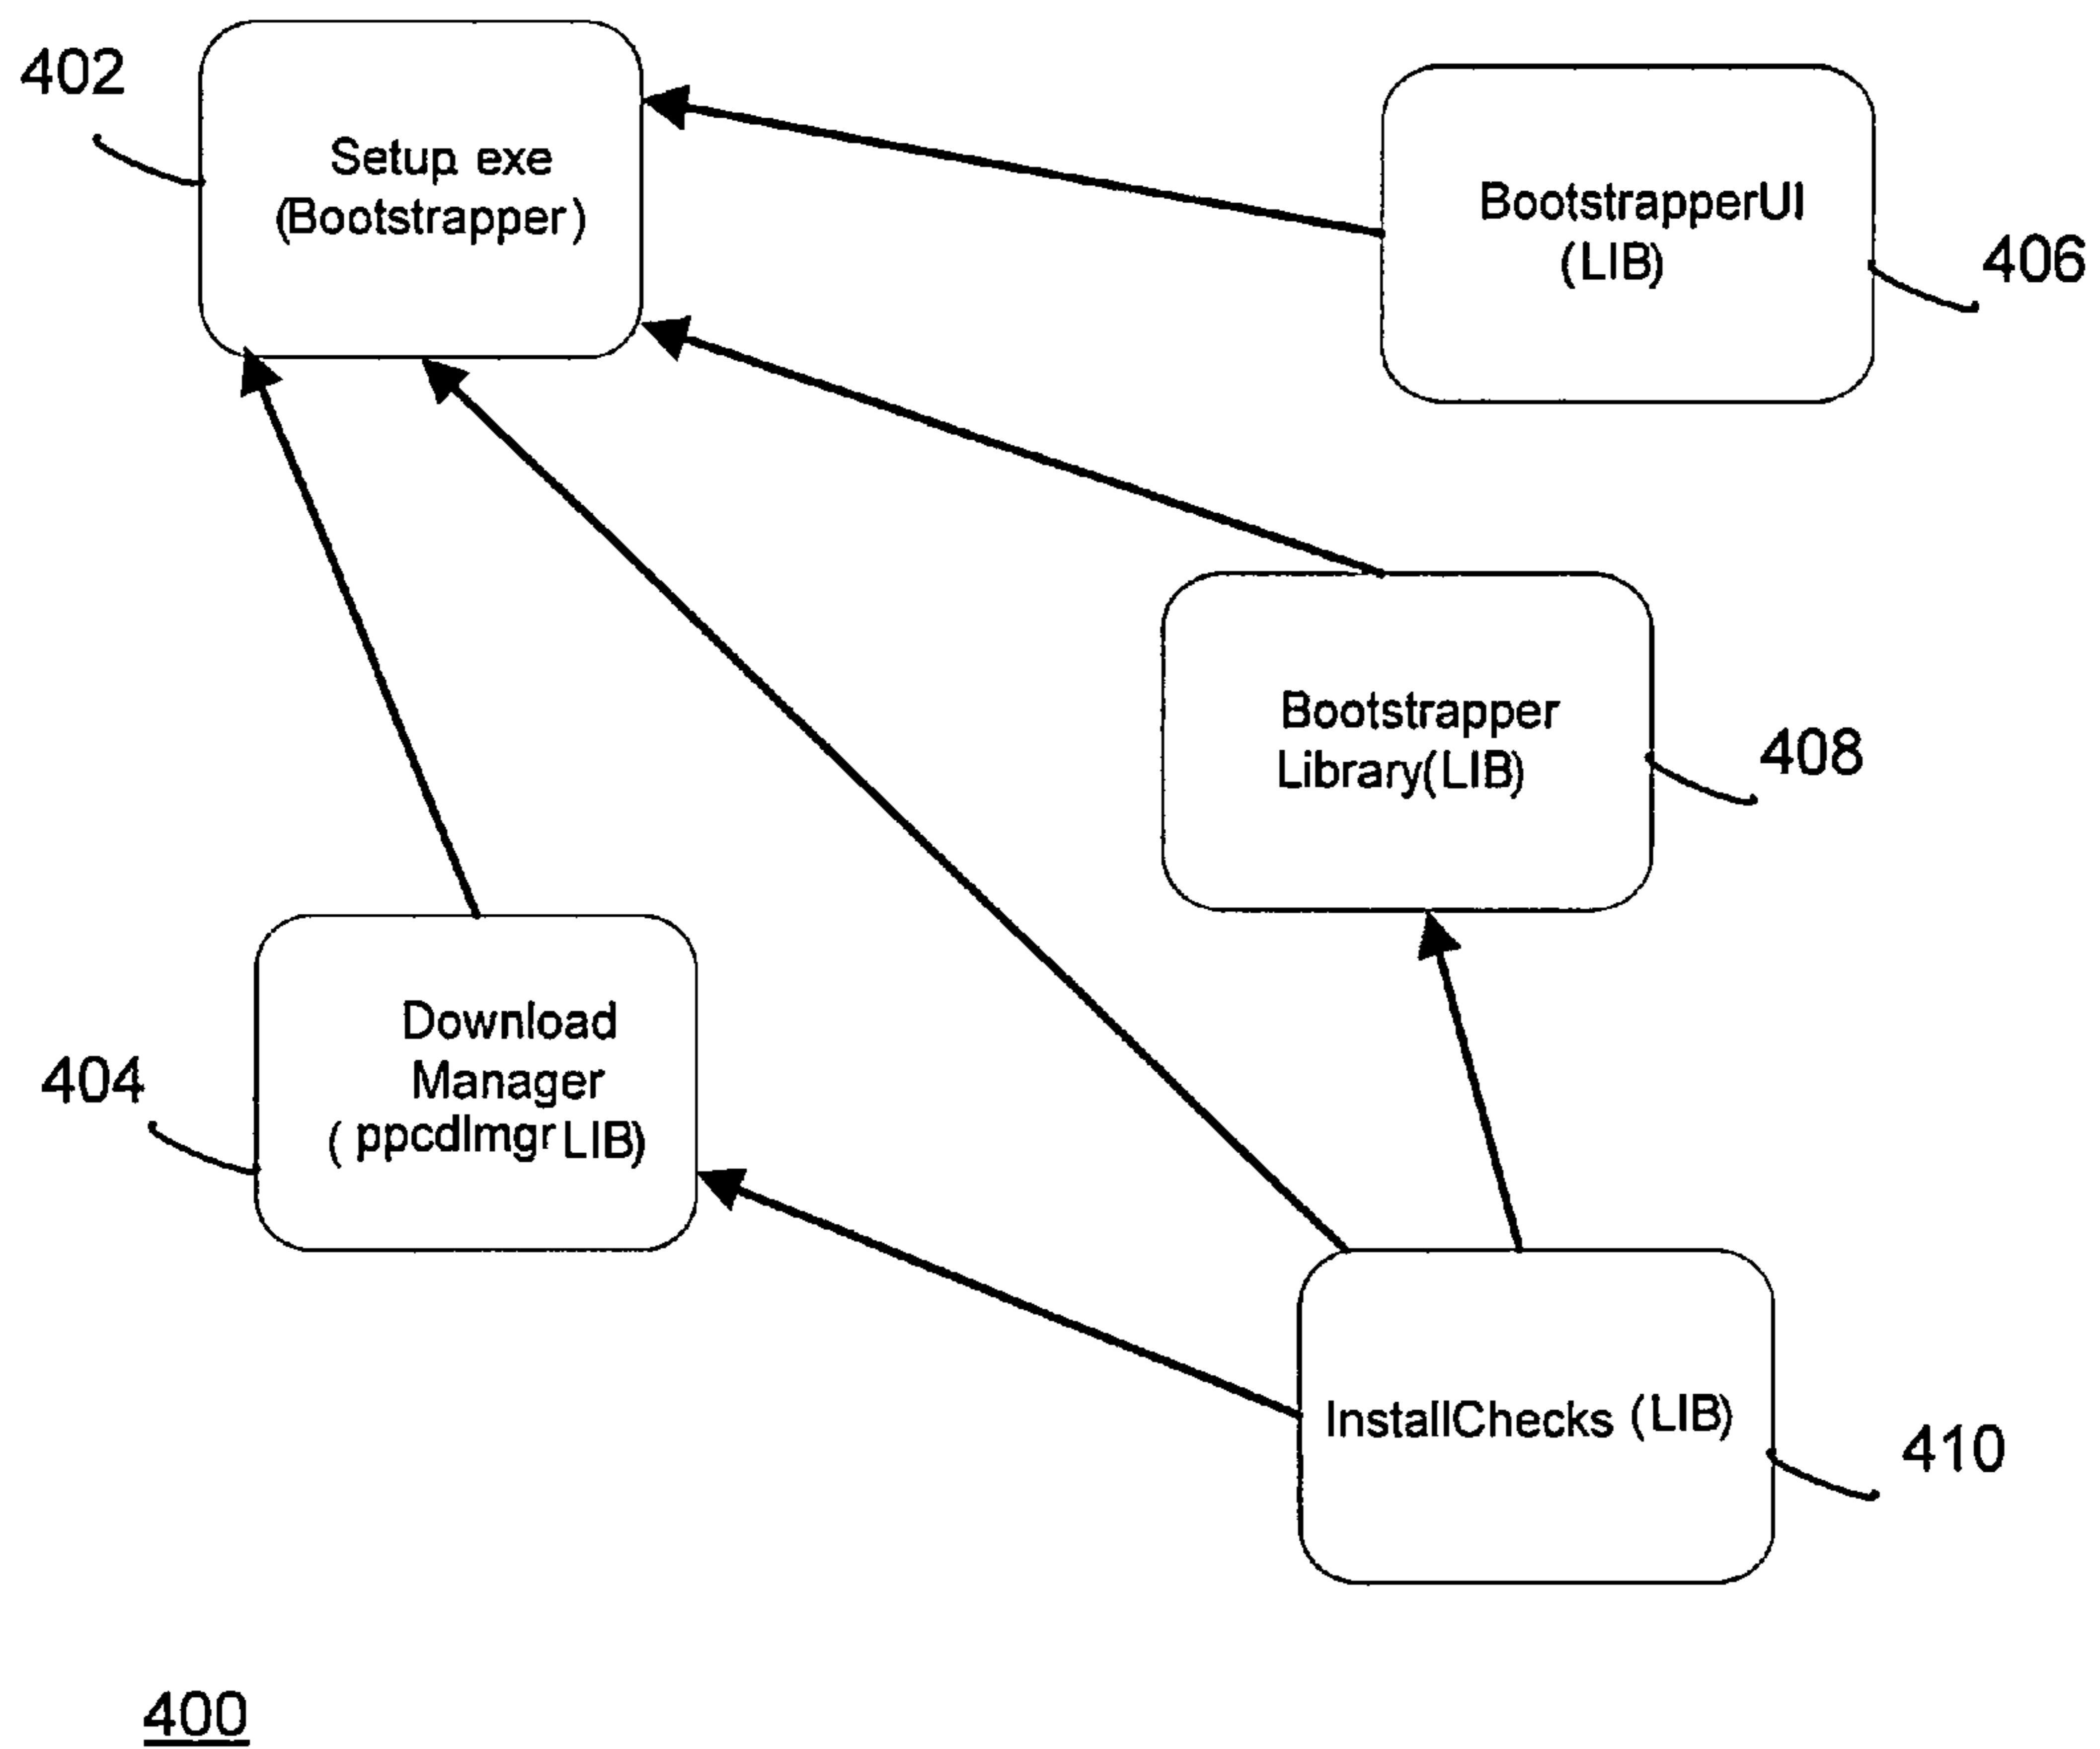 402
Setup exe
(Bootstrapper)
BootstrapperUI
(LIB)
406
Bootstrapper
Library(LIB)
408
Download
Manager
( ppcdlmgr LIB)
404
InstallChecks (LIB)
410
400